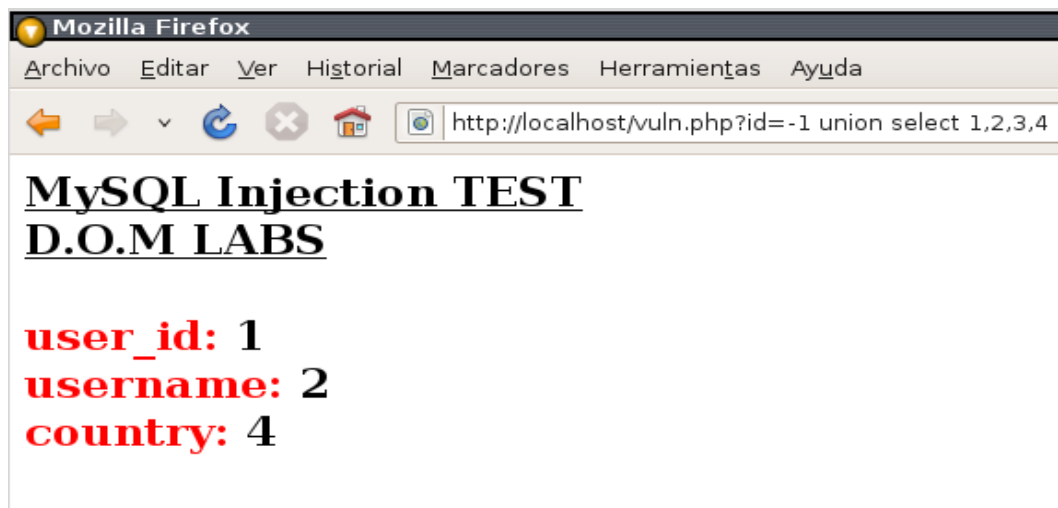 Mozilla Firefox
Archivo Editar Ver Historial Marcadores Herramientas Ayuda
http://localhost/vuln.php?id=-1 union select 1,2,3,4
MySQL Injection TEST
D.O.M LABS
user_id: 1
username: 2
country: 4